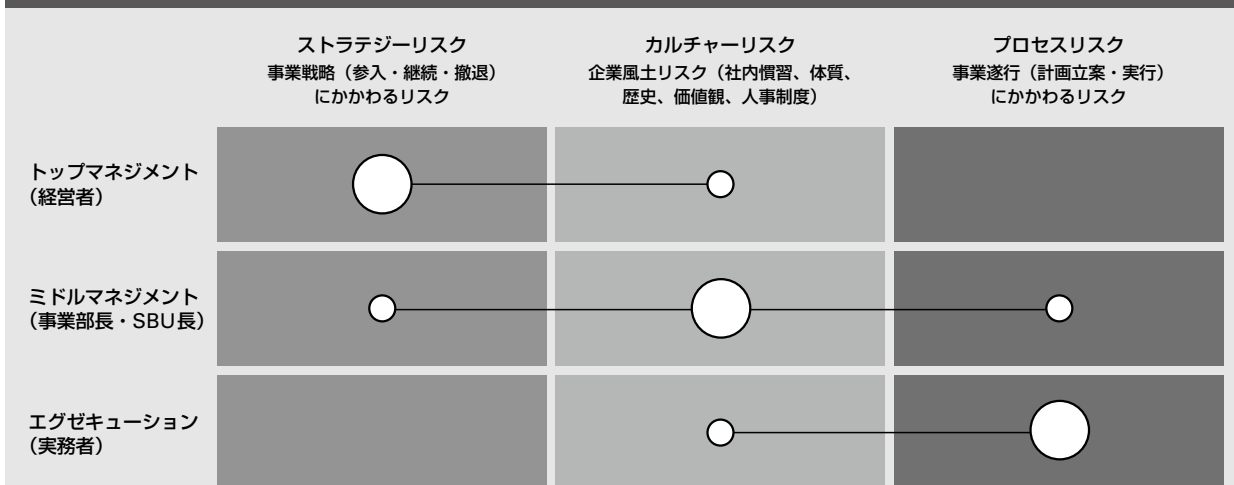 ストラテジーリスク
事業戦略（参入・継続・撤退）
にかかわるリスク
カルチャーリスク
企業風土リスク（社内慣習、体質、
歴史、価値観、人事制度）
プロセスリスク
事業遂行（計画立案・実行）
にかかわるリスク
トップマネジメント
（経営者）
ミドルマネジメント
（事業部長・SBU長）
エグゼキューション
（実務者）